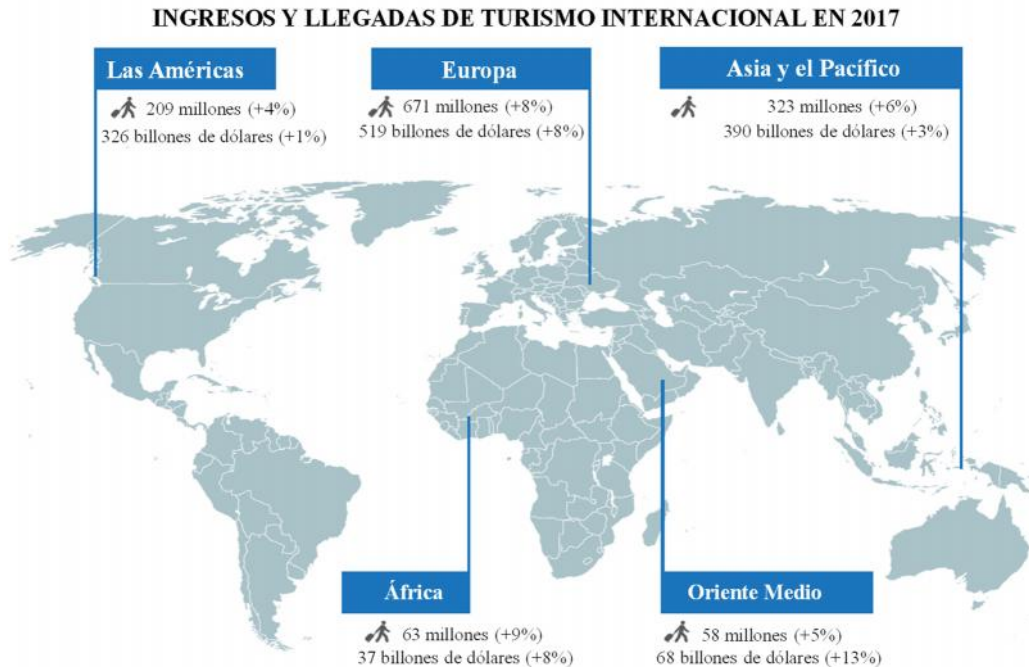 INGRESOS Y LLEGADAS DE TURISMO INTERNACIONAL EN 2017
Las Américas
209 millones (+4%)
326 billones de dólares (+1%)
Europa
671 millones (+8%)
519 billones de dólares (+8%)
Asia y el Pacífico
323 millones (+6%)
390 billones de dólares (+3%)
África
63 millones (+9%)
37 billones de dólares (+8%)
Oriente Medio
58 millones (+5%)
68 billones de dólares (+13%)